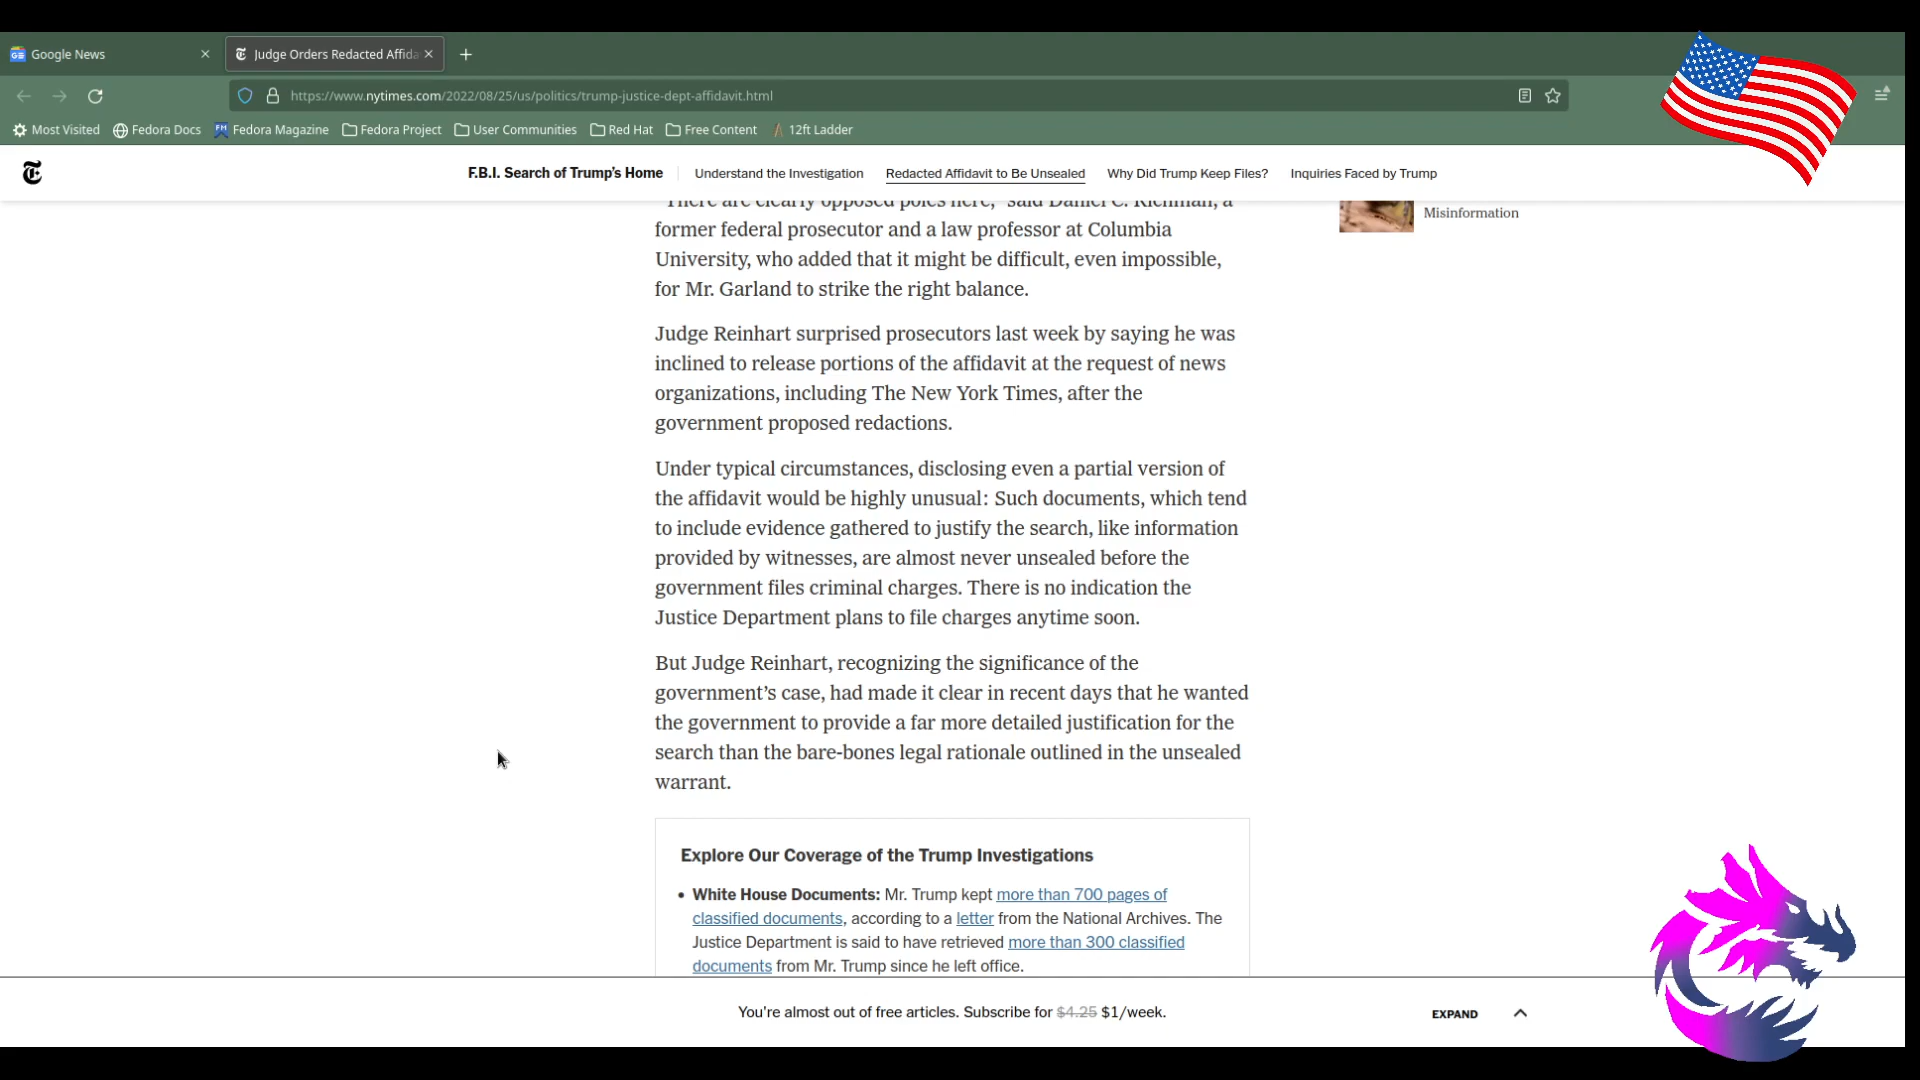 Google News
Judge Orders Redacted Affida
https://www.nytimes.com/2022/08/25/us/politics/trump-justice-dept-affidavit.html
Most Visited Fedora Docs Fedora Magazine Fedora Project User Communities Red Hat Free Content 12ft Ladder
F.B.I. Search of Trump's Home Understand the Investigation Redacted Affidavit to Be Unsealed Why Did Trump Keep Files? Inquiries Faced by Trump
"There are clearly opposed poles here," said Daniel C. Richman, a
former federal prosecutor and a law professor at Columbia
University, who added that it might be difficult, even impossible,
for Mr. Garland to strike the right balance.
Misinformation
Judge Reinhart surprised prosecutors last week by saying he was
inclined to release portions of the affidavit at the request of news
organizations, including The New York Times, after the
government proposed redactions.
Under typical circumstances, disclosing even a partial version of
the affidavit would be highly unusual: Such documents, which tend
to include evidence gathered to justify the search, like information
provided by witnesses, are almost never unsealed before the
government files criminal charges. There is no indication the
Justice Department plans to file charges anytime soon.
But Judge Reinhart, recognizing the significance of the
government's case, had made it clear in recent days that he wanted
the government to provide a far more detailed justification for the
search than the bare-bones legal rationale outlined in the unsealed
warrant.
Explore Our Coverage of the Trump Investigations
• White House Documents: Mr. Trump kept more than 700 pages of
classified documents, according to a letter from the National Archives. The
Justice Department is said to have retrieved more than 300 classified
documents from Mr. Trump since he left office.
You're almost out of free articles. Subscribe for $4.25 $1/week.
EXPAND